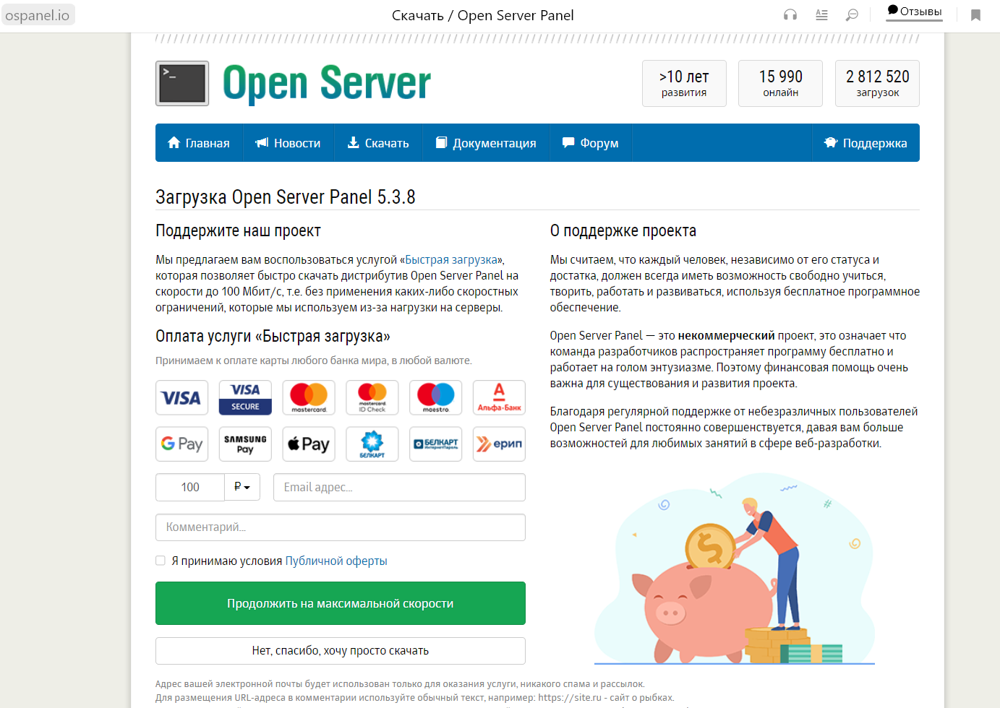 ospanel.io
Скачать / Open Server Panel
Отзывы
>_ Open Server
>10 лет
развития
15 990
онлайн
2 812 520
загрузок
Главная
Новости
Скачать
Документация
Форум
Поддержка
Загрузка Open Server Panel 5.3.8
Поддержите наш проект
Мы предлагаем вам воспользоваться услугой «Быстрая загрузка»,
которая позволяет быстро скачать дистрибутив Open Server Panel на
скорости до 100 Мбит/с, т.е. без применения каких-либо скоростных
ограничений, которые мы используем из-за нагрузки на серверы.
Оплата услуги «Быстрая загрузка»
Принимаем к оплате карты любого банка мира, в любой валюте.
VISA
VISA
SECURE
mastercard.
mastercard.
ID Check
maestro.
А
Альфа·Банк
G Pay
SAMSUNG
Pay
Pay
БЕЛКАРТ
БЕЛКАРТ
ИнтернетПароль
ерип
100
₽
Email адрес...
Комментарий...
Я принимаю условия Публичной оферты
Продолжить на максимальной скорости
Нет, спасибо, хочу просто скачать
Адрес вашей электронной почты будет использован только для оказания услуги, никакого спама и рассылок.
Для размещения URL-адреса в комментарии используйте обычный текст, например: https://site.ru - сайт о рыбках.
О поддержке проекта
Мы считаем, что каждый человек, независимо от его статуса и
достатка, должен всегда иметь возможность свободно учиться,
творить, работать и развиваться, используя бесплатное программное
обеспечение.
Open Server Panel — это некоммерческий проект, это означает что
команда разработчиков распространяет программу бесплатно и
работает на голом энтузиазме. Поэтому финансовая помощь очень
важна для существования и развития проекта.
Благодаря регулярной поддержке от небезразличных пользователей
Open Server Panel постоянно совершенствуется, давая вам больше
возможностей для любимых занятий в сфере веб-разработки.
#
$